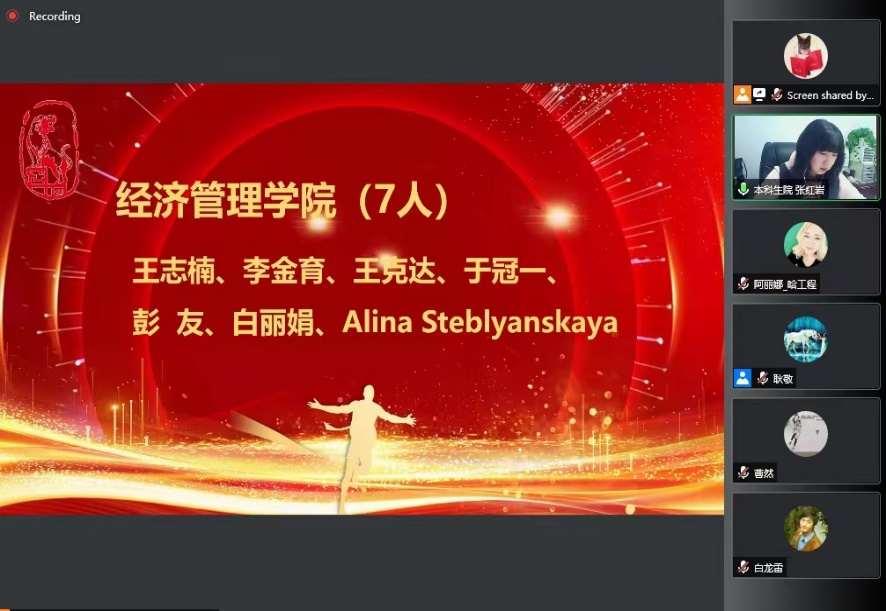 Recording
经济管理学院（7人）
王志楠、李金育、王克达、于冠一、
彭 友、白丽娟、Alina Steblyanskaya
Screen shared by...
本科生院 张红岩
阿丽娜_哈工程
耿敬
曹然
白龙雷